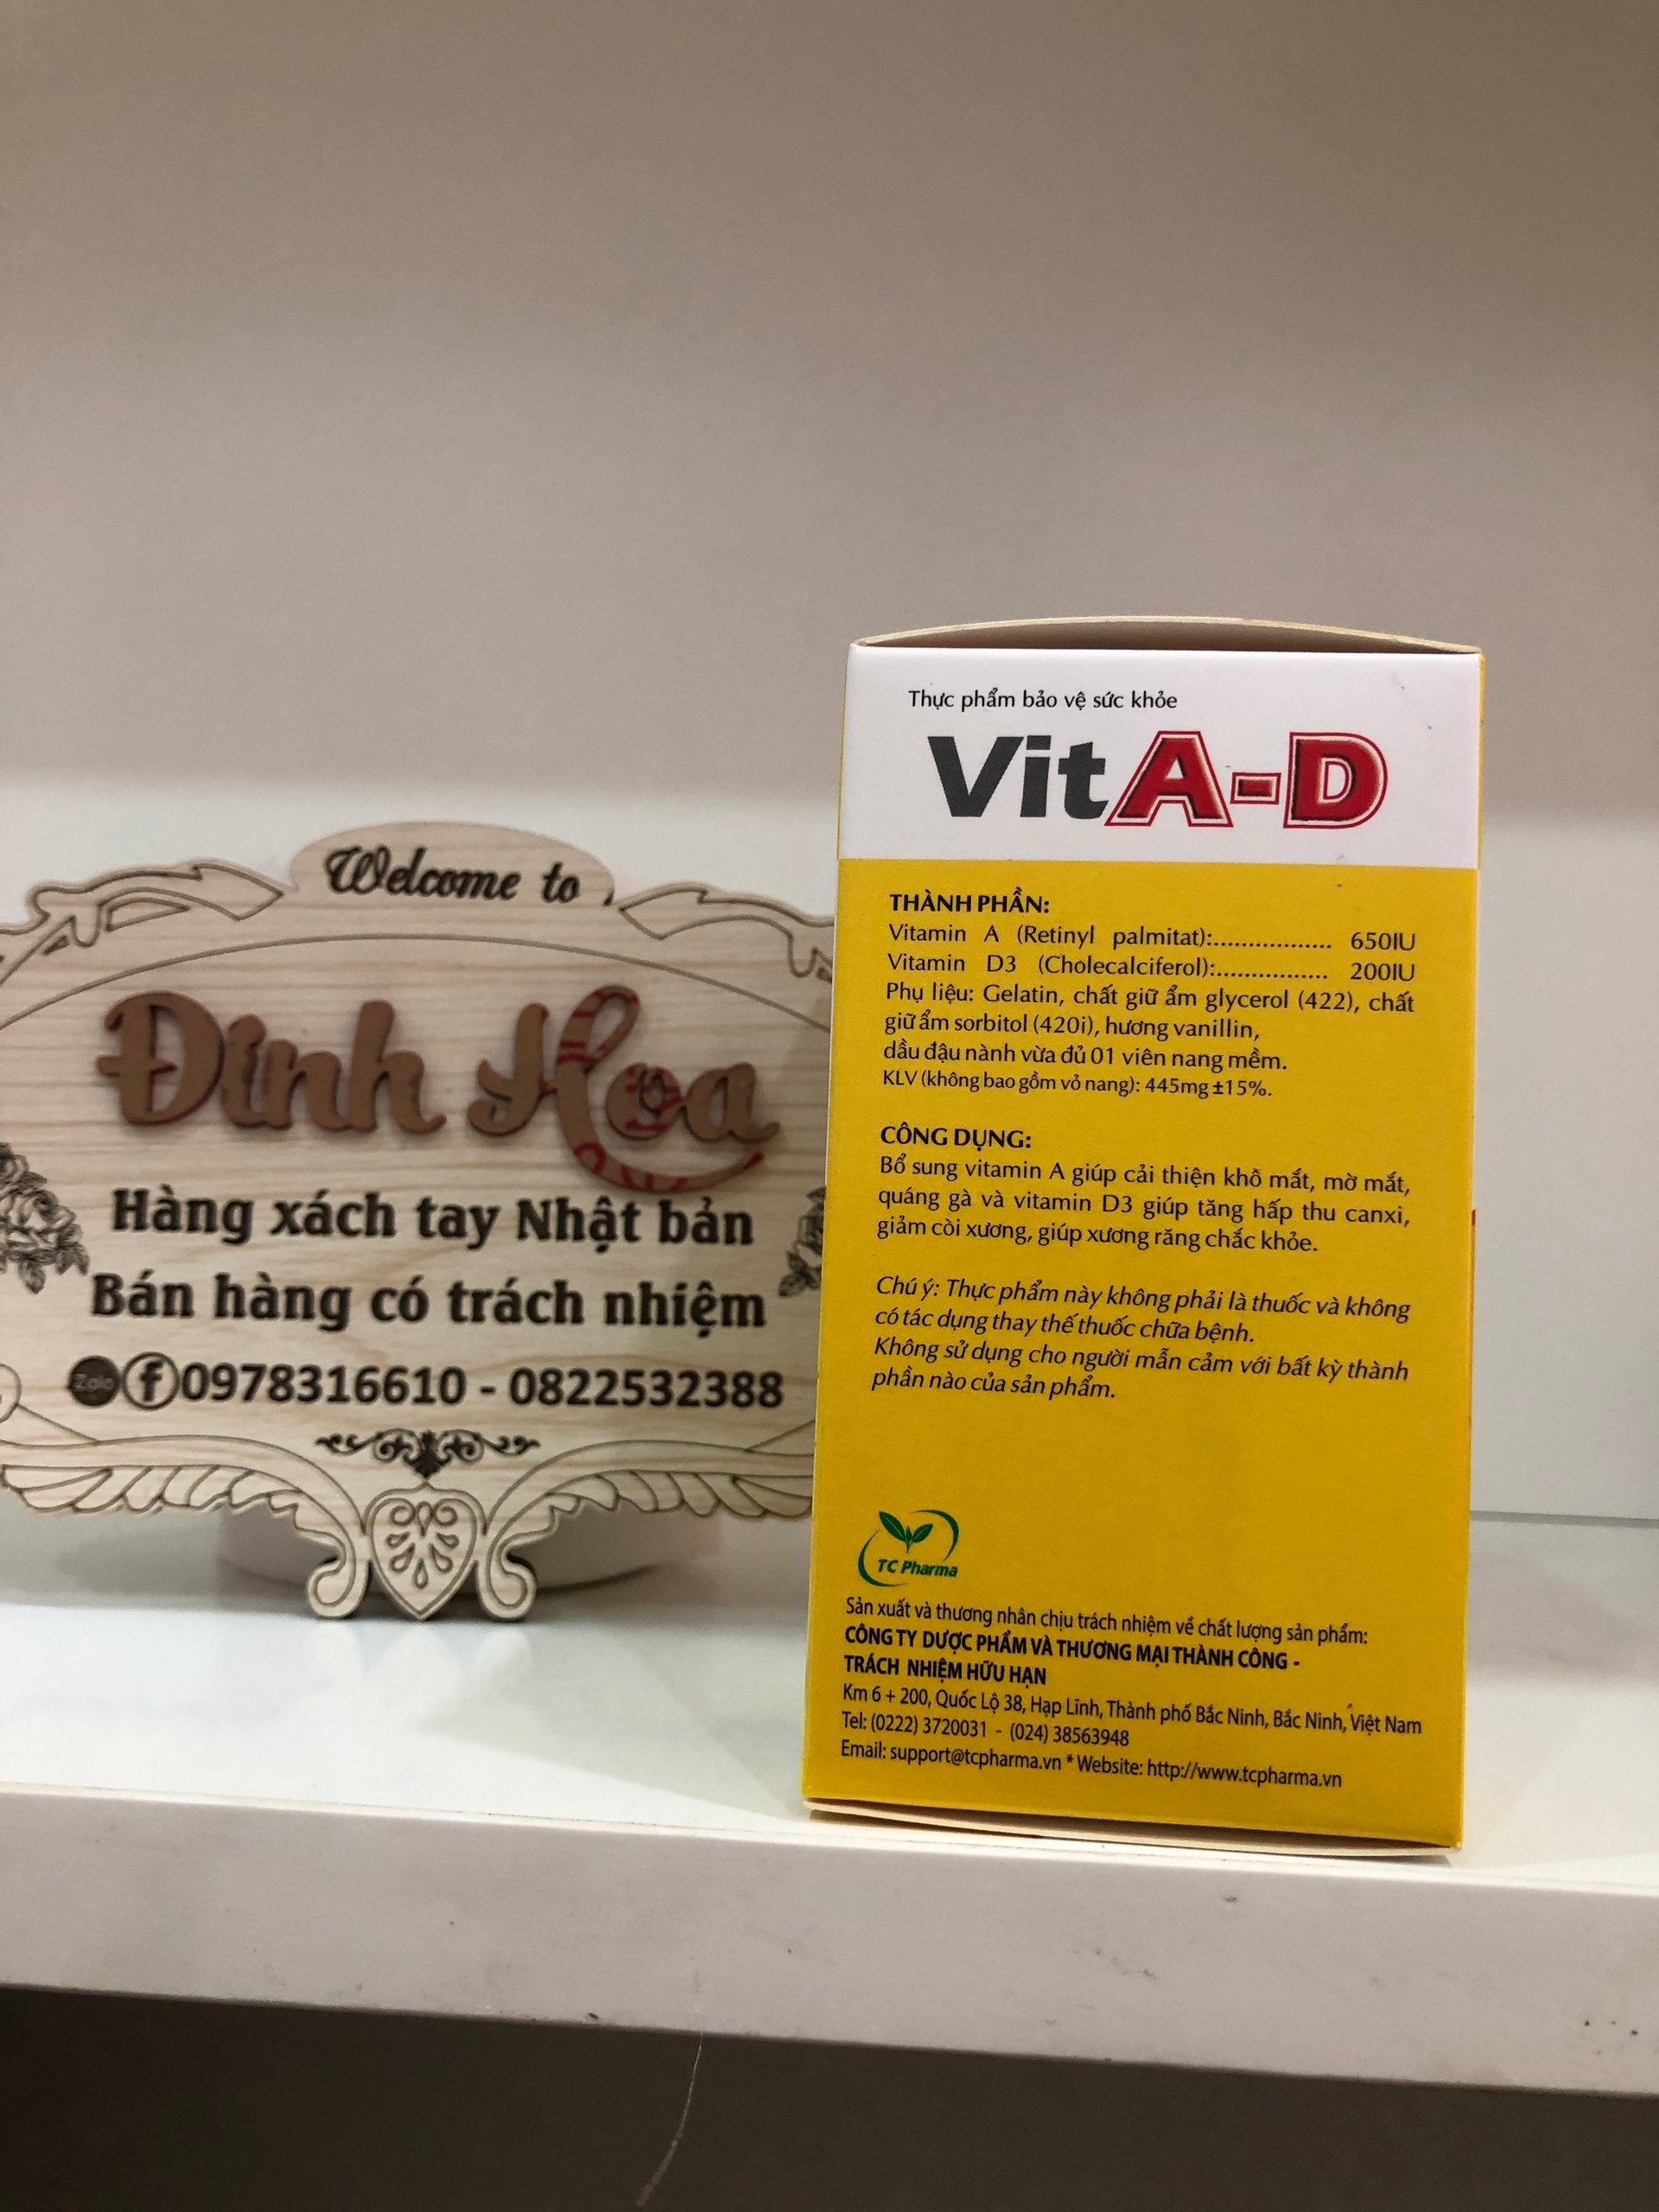 Welcome to
Đinh Hoa
Hàng xách tay Nhật bản
Bán hàng có trách nhiệm
Zalo f 0978316610 - 0822532388
Thực phẩm bảo vệ sức khỏe
VitA-D
THÀNH PHẦN:
Vitamin A (Retinyl palmitat):.................. 650IU
Vitamin D3 (Cholecalciferol):................. 200IU
Phụ liệu: Gelatin, chất giữ ẩm glycerol (422), chất
giữ ẩm sorbitol (420i), hương vanillin,
dầu đậu nành vừa đủ 01 viên nang mềm.
KLV (không bao gồm vỏ nang): 445mg ±15%.
CÔNG DỤNG:
Bổ sung vitamin A giúp cải thiện khô mắt, mờ mắt,
quáng gà và vitamin D3 giúp tăng hấp thu canxi,
giảm còi xương, giúp xương răng chắc khỏe.
Chú ý: Thực phẩm này không phải là thuốc và không
có tác dụng thay thế thuốc chữa bệnh.
Không sử dụng cho người mẫn cảm với bất kỳ thành
phần nào của sản phẩm.
TC Pharma
Sản xuất và thương nhân chịu trách nhiệm về chất lượng sản phẩm:
CÔNG TY DƯỢC PHẨM VÀ THƯƠNG MẠI THÀNH CÔNG -
TRÁCH NHIỆM HỮU HẠN
Km 6 + 200, Quốc Lộ 38, Hạp Lĩnh, Thành phố Bắc Ninh, Bắc Ninh, Việt Nam
Tel: (0222) 3720031 - (024) 38563948
Email: support@tcpharma.vn * Website: http://www.tcpharma.vn